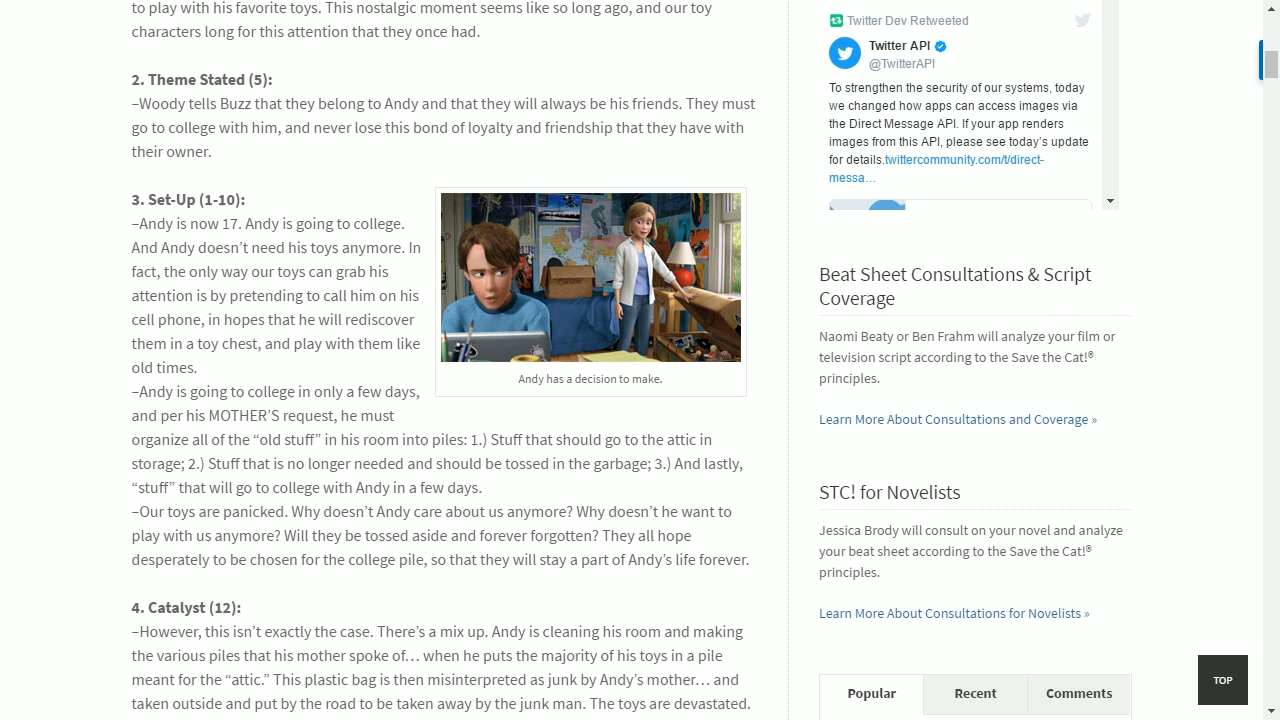 to play with his favorite toys. This nostalgic moment seems like so long ago, and our toy
characters long for this attention that they once had.
2. Theme Stated (5):
–Woody tells Buzz that they belong to Andy and that they will always be his friends. They must
go to college with him, and never lose this bond of loyalty and friendship that they have with
their owner.
3. Set-Up (1-10):
–Andy is now 17. Andy is going to college.
And Andy doesn’t need his toys anymore. In
fact, the only way our toys can grab his
attention is by pretending to call him on his
cell phone, in hopes that he will rediscover
them in a toy chest, and play with them like
old times.
–Andy is going to college in only a few days,
and per his MOTHER’S request, he must
organize all of the “old stuff” in his room into piles: 1.) Stuff that should go to the attic in
storage; 2.) Stuff that is no longer needed and should be tossed in the garbage; 3.) And lastly,
“stuff” that will go to college with Andy in a few days.
–Our toys are panicked. Why doesn’t Andy care about us anymore? Why doesn’t he want to
play with us anymore? Will they be tossed aside and forever forgotten? They all hope
desperately to be chosen for the college pile, so that they will stay a part of Andy’s life forever.
Andy has a decision to make.
4. Catalyst (12):
–However, this isn’t exactly the case. There’s a mix up. Andy is cleaning his room and making
the various piles that his mother spoke of… when he puts the majority of his toys in a pile
meant for the “attic.” This plastic bag is then misinterpreted as junk by Andy’s mother… and
taken outside and put by the road to be taken away by the junk man. The toys are devastated.
Twitter Dev Retweeted
Twitter API
@TwitterAPI
To strengthen the security of our systems, today
we changed how apps can access images via
the Direct Message API. If your app renders
images from this API, please see today’s update
for details.twittercommunity.com/t/direct-
messa…
Beat Sheet Consultations & Script
Coverage
Naomi Beaty or Ben Frahm will analyze your film or
television script according to the Save the Cat!®
principles.
Learn More About Consultations and Coverage »
STC! for Novelists
Jessica Brody will consult on your novel and analyze
your beat sheet according to the Save the Cat!®
principles.
Learn More About Consultations for Novelists »
Popular
Recent
Comments
TOP